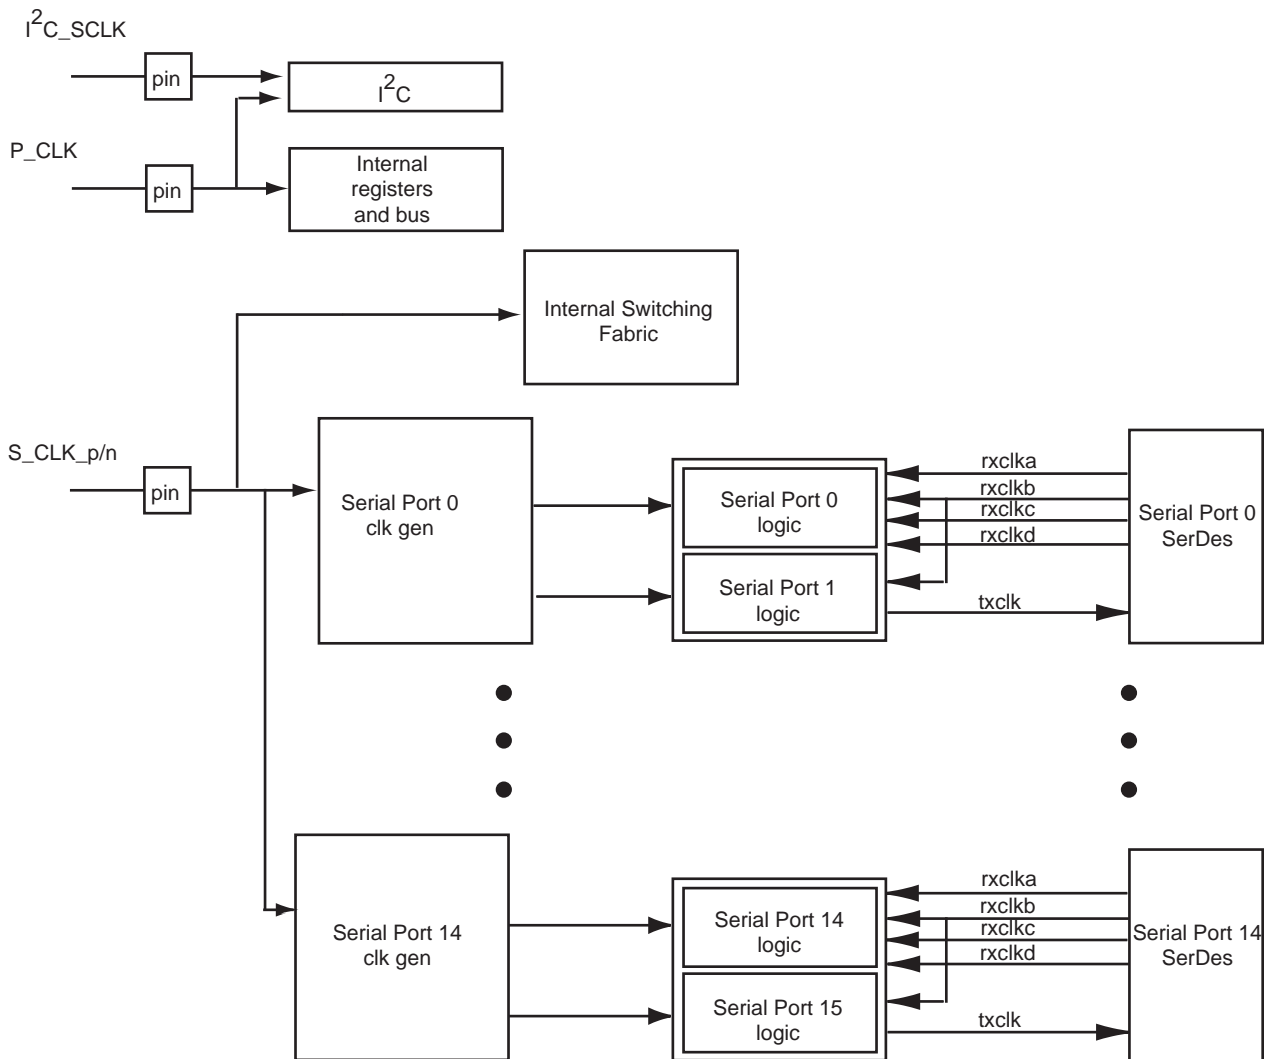 I²C_SCLK
pin
I²C
P_CLK
pin
Internal
registers
and bus
Internal Switching
Fabric
S_CLK_p/n
pin
Serial Port 0
clk gen
Serial Port 0
logic
Serial Port 1
logic
rxclka
rxclkb
rxclkc
rxclkd
txclk
Serial Port 0
SerDes
Serial Port 14
clk gen
Serial Port 14
logic
Serial Port 15
logic
rxclka
rxclkb
rxclkc
rxclkd
txclk
Serial Port 14
SerDes